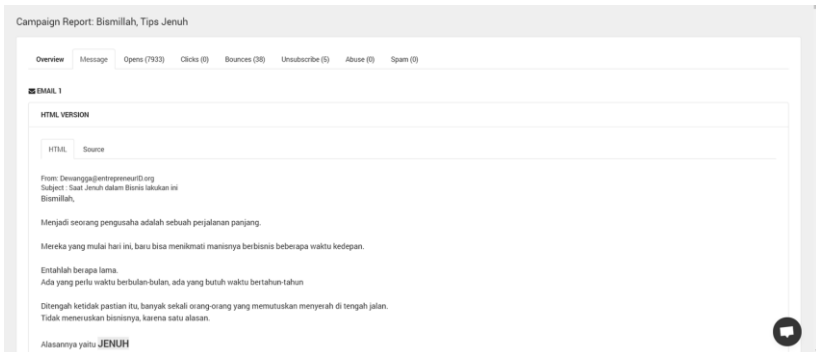 Campaign Report: Bismillah, Tips Jenuh
Overview Message Opens (7933) Clicks (0) Bounces (38) Unsubscribe (5) Abuse (0) Spam (0)
EMAIL 1
HTML VERSION
HTML Source
From: Dewangga@entrepreneurID.org
Subject : Saat Jenuh dalam Bisnis lakukan ini
Bismillah,
Menjadi seorang pengusaha adalah sebuah perjalanan panjang.
Mereka yang mulai hari ini, baru bisa menikmati manisnya berbisnis beberapa waktu kedepan.
Entahlah berapa lama.
Ada yang perlu waktu berbulan-bulan, ada yang butuh waktu bertahun-tahun
Ditengah ketidak pastian itu, banyak sekali orang-orang yang memutuskan menyerah di tengah jalan.
Tidak meneruskan bisnisnya, karena satu alasan.
Alasannya yaitu JENUH